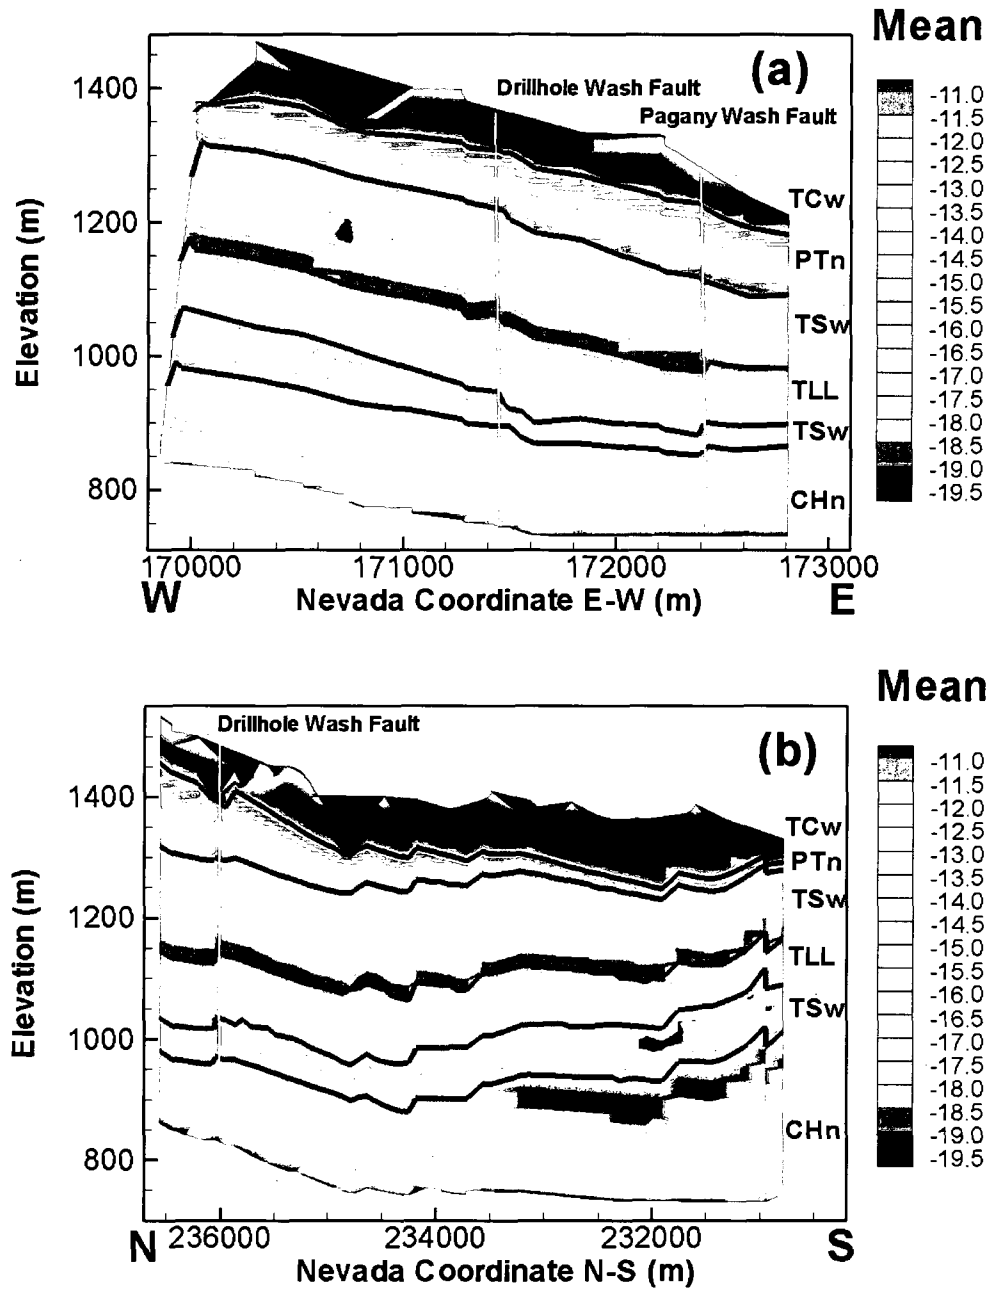 Mean
(a)
Drillhole Wash Fault
Pagany Wash Fault
1400
1200
1000
800
Elevation (m)
TCw
PTn
TSw
TLL
TSw
CHn
-11.0
-11.5
-12.0
-12.5
-13.0
-13.5
-14.0
-14.5
-15.0
-15.5
-16.0
-16.5
-17.0
-17.5
-18.0
-18.5
-19.0
-19.5
170000 171000 172000 173000
W Nevada Coordinate E-W (m) E
Mean
Drillhole Wash Fault
(b)
1400
1200
1000
800
Elevation (m)
TCw
PTn
TSw
TLL
TSw
CHn
-11.0
-11.5
-12.0
-12.5
-13.0
-13.5
-14.0
-14.5
-15.0
-15.5
-16.0
-16.5
-17.0
-17.5
-18.0
-18.5
-19.0
-19.5
N 236000 234000 232000 S
Nevada Coordinate N-S (m)